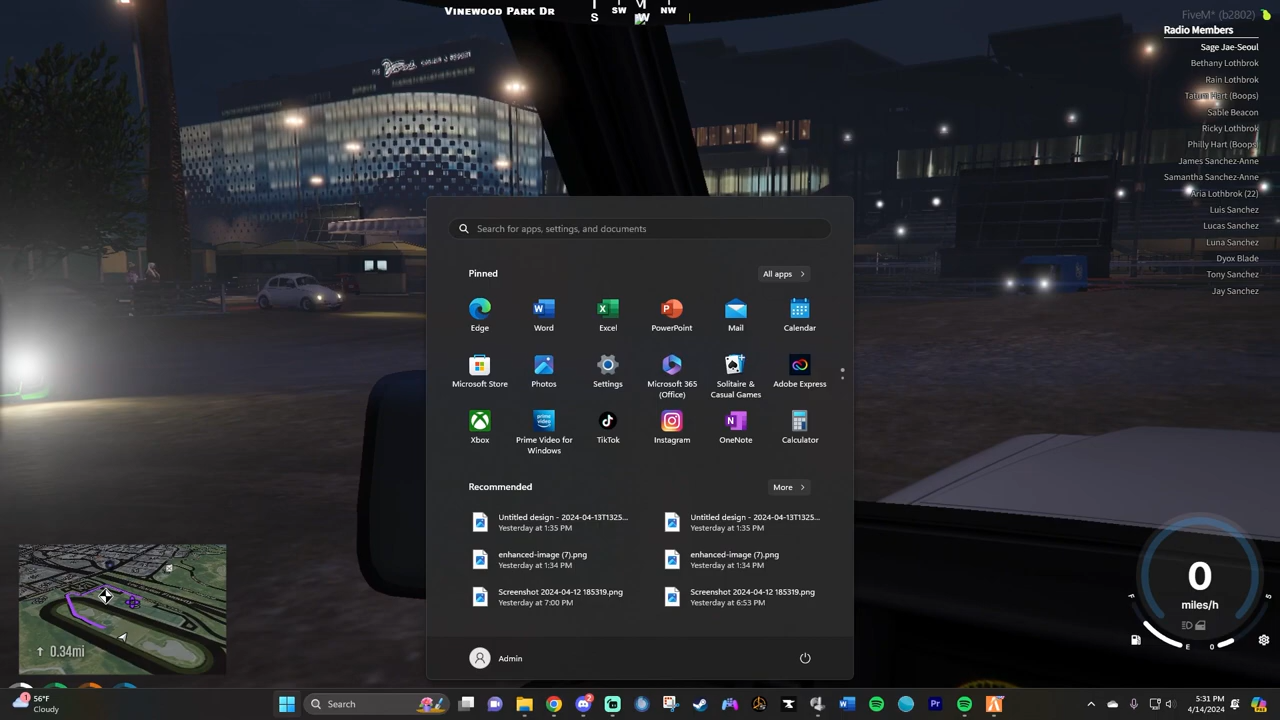 Vinewood Park Dr
S
SW
W
NW
FiveM* (b2802)
Radio Members
Sage Jae-Seoul
Bethany Lothbrok
Rain Lothbrok
Tamm Hart (Boops)
Sable Beacon
Ricky Lothbrok
Philly Hart (Boops)
James Sanchez-Anne
Samantha Sanchez-Anne
Aria Lothbrok (22)
Luis Sanchez
Lucas Sanchez
Luna Sanchez
Dyox Blade
Tony Sanchez
Jay Sanchez
Search for apps, settings, and documents
Pinned
All apps
Edge
Word
Excel
PowerPoint
Mail
Calendar
Microsoft Store
Photos
Settings
Microsoft 365
(Office)
Solitaire &
Casual Games
Adobe Express
Xbox
Prime Video for
Windows
TikTok
Instagram
OneNote
Calculator
Recommended
More
Untitled design - 2024-04-13T1325...
Yesterday at 1:35 PM
Untitled design - 2024-04-13T1325...
Yesterday at 1:35 PM
enhanced-image (7).png
Yesterday at 1:34 PM
enhanced-image (7).png
Yesterday at 1:34 PM
Screenshot 2024-04-12 185319.png
Yesterday at 7:00 PM
Screenshot 2024-04-12 185319.png
Yesterday at 6:53 PM
Admin
0.34mi
0
miles/h
F
S
E
0
56°F
Cloudy
Search
5:31 PM
4/14/2024